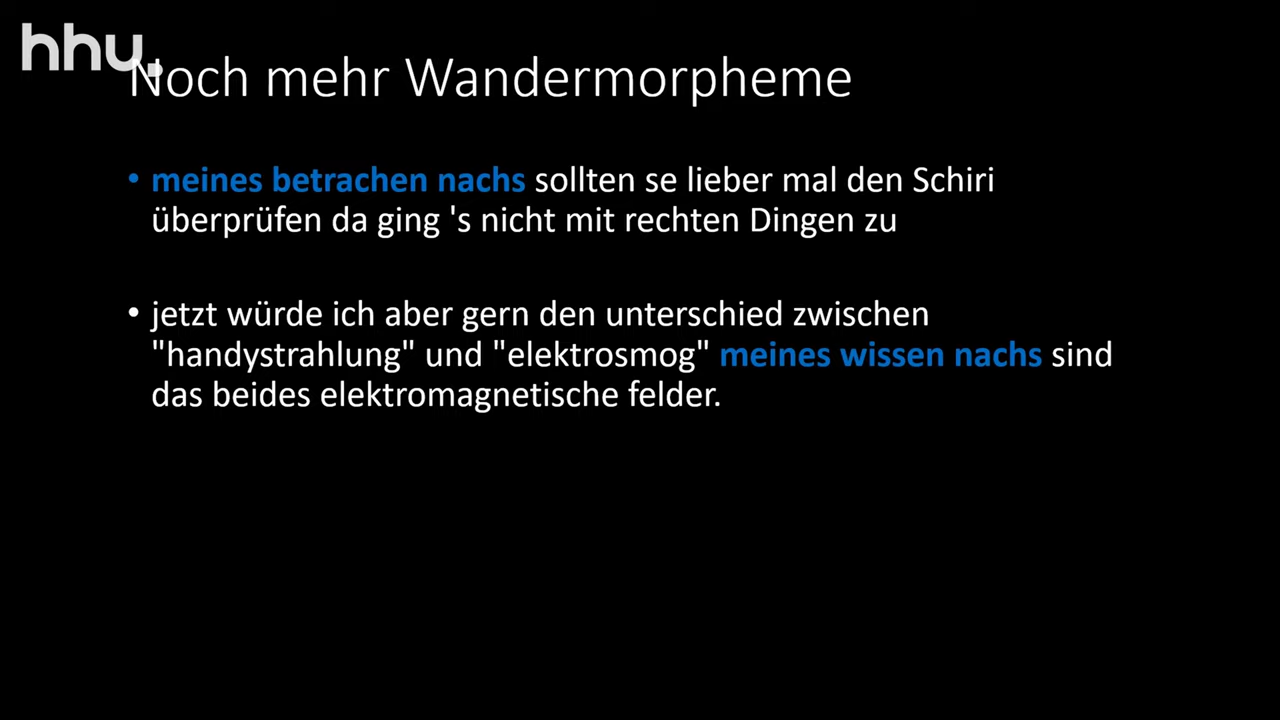 hhu.
Noch mehr Wandermorpheme
• meines betrachen nachs sollten se lieber mal den Schiri
überprüfen da ging 's nicht mit rechten Dingen zu
• jetzt würde ich aber gern den unterschied zwischen
"handystrahlung" und "elektrosmog" meines wissen nachs sind
das beides elektromagnetische felder.